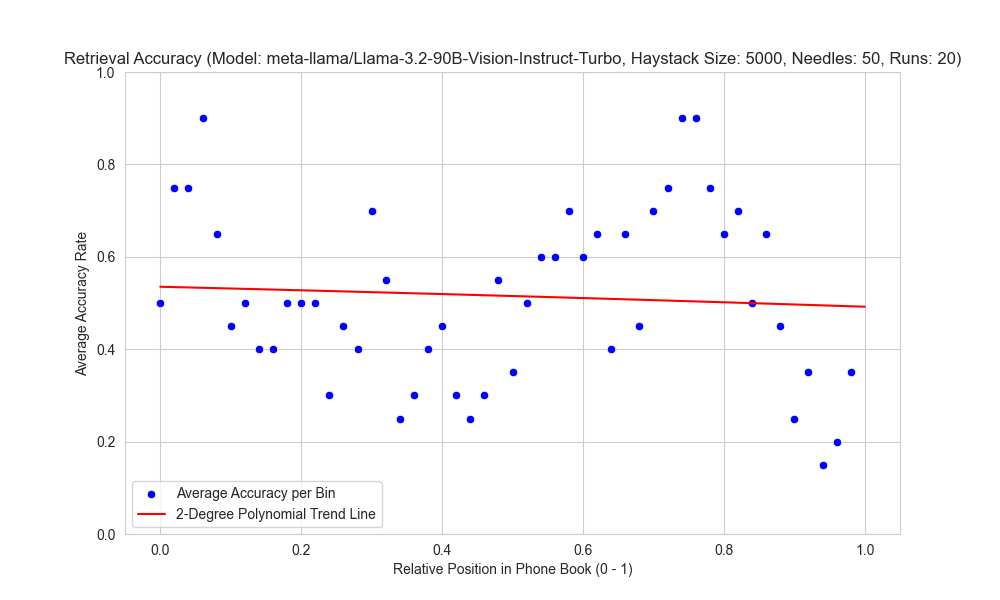 Retrieval Accuracy (Model: meta-llama/Llama-3.2-90B-Vision-Instruct-Turbo, Haystack Size: 5000, Needles: 50, Runs: 20)
1.0
0.8
0.6
0.4
0.2
0.0
Average Accuracy Rate
Average Accuracy per Bin
2-Degree Polynomial Trend Line
0.0 0.2 0.4 0.6 0.8 1.0
Relative Position in Phone Book (0 - 1)